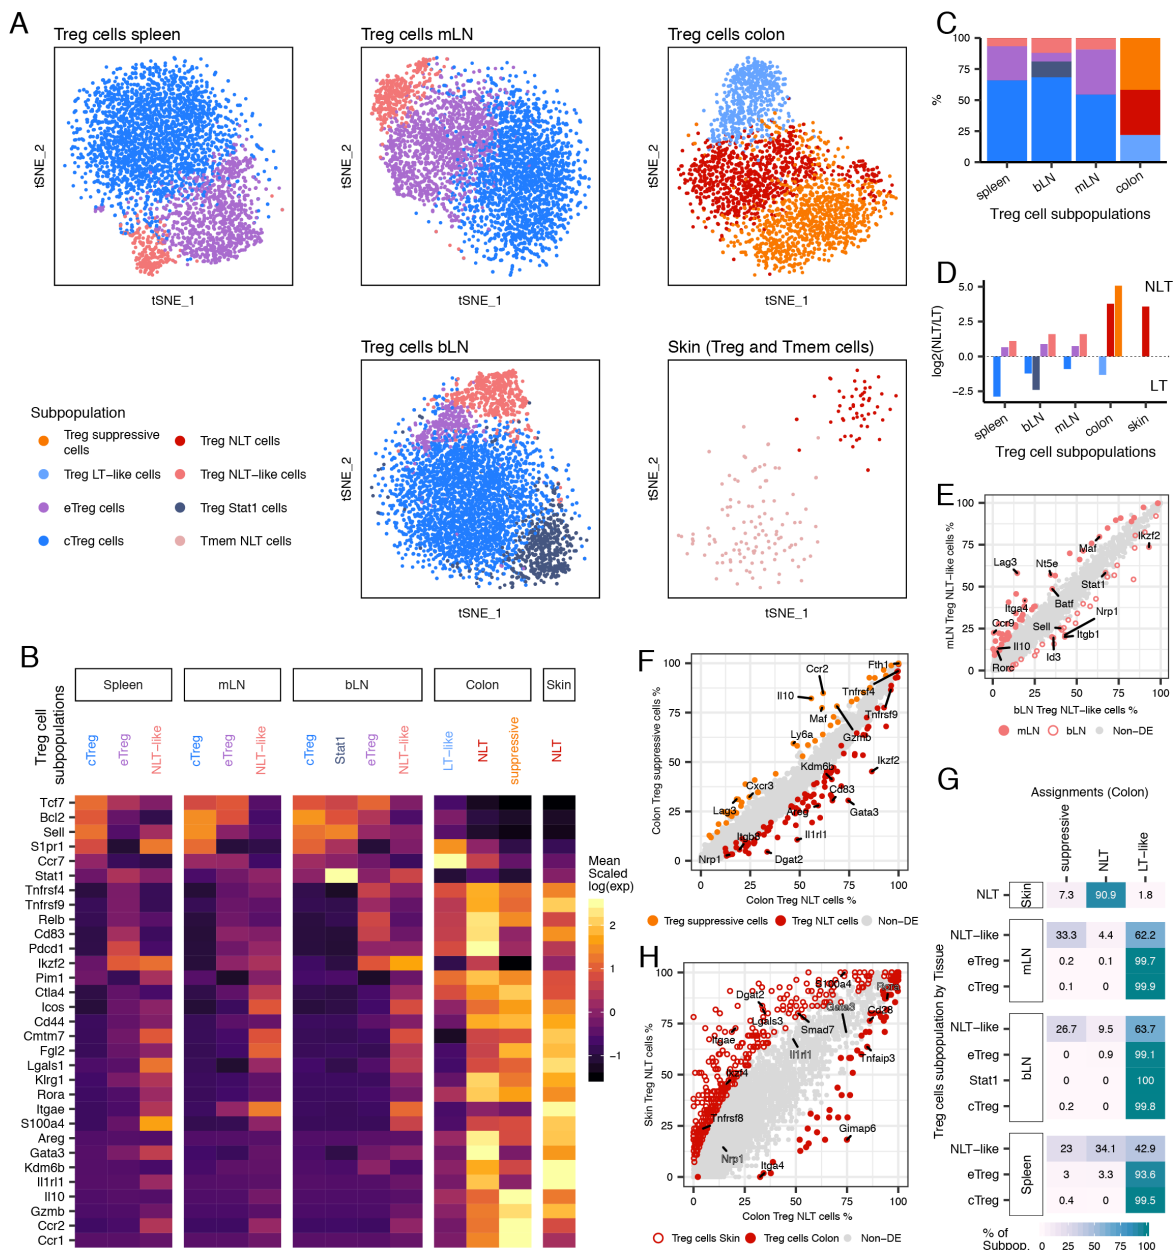 A
Treg cells spleen
tSNE_2
tSNE_1
Treg cells mLN
tSNE_2
tSNE_1
Treg cells colon
tSNE_2
tSNE_1
Treg cells bLN
tSNE_2
tSNE_1
Skin (Treg and Tmem cells)
tSNE_2
tSNE_1
Subpopulation
Treg suppressive
cells
Treg LT-like cells
eTreg cells
cTreg cells
Treg NLT cells
Treg NLT-like cells
Treg Stat1 cells
Tmem NLT cells
C
100
75
50
25
0
%
spleen
bLN
mLN
colon
Treg cell subpopulations
D
5.0
2.5
0.0
−2.5
log2(NLT/LT)
NLT
LT
spleen
bLN
mLN
colon
skin
Treg cell subpopulations
E
100
75
50
25
0
mLN Treg NLT-like cells %
Lag3
Nt5e
Maf
Ikzf2
Stat1
Itga4
Batf
Nrp1
Ccr9
Sell
Itgb1
Il10
Id3
Rorc
0
25
50
75
100
bLN Treg NLT-like cells %
mLN
bLN
Non-DE
B
Treg cell
subpopulations
Spleen
mLN
bLN
Colon
Skin
cTreg
eTreg
NLT-like
cTreg
eTreg
NLT-like
cTreg
Stat1
eTreg
NLT-like
LT-like
NLT
suppressive
NLT
Tcf7
Bcl2
Sell
S1pr1
Ccr7
Stat1
Tnfrsf4
Tnfrsf9
Relb
Cd83
Pdcd1
Ikzf2
Pim1
Ctla4
Icos
Cd44
Cmtm7
Fgl2
Lgals1
Klrg1
Rora
Itgae
S100a4
Areg
Gata3
Kdm6b
Il1rl1
Il10
Gzmb
Ccr2
Ccr1
Mean
Scaled
log(exp)
2
1
0
−1
F
100
75
50
25
0
Colon Treg suppressive cells %
Fth1
Ccr2
Il10
Tnfrsf4
Maf
Tnfrsf9
Ly6a
Gzmb
Kdm6b
Ikzf2
Cxcr3
Cd83
Lag3
Areg
Gata3
Itgb8
Il1rl1
Nrp1
Dgat2
0
25
50
75
100
Colon Treg NLT cells %
Treg suppressive cells
Treg NLT cells
Non-DE
G
Assignments (Colon)
suppressive
NLT
LT-like
Treg cells subpopulation by Tissue
NLT
Skin
7.3
90.9
1.8
mLN
NLT-like
33.3
4.4
62.2
eTreg
0.2
0.1
99.7
cTreg
0.1
0
99.9
bLN
NLT-like
26.7
9.5
63.7
eTreg
0
0.9
99.1
Stat1
0
0
100
cTreg
0.2
0
99.8
Spleen
NLT-like
23
34.1
42.9
eTreg
3
3.3
93.6
cTreg
0.4
0
99.5
% of
Subpop.
0
25
50
75
100
H
100
75
50
25
0
Skin Treg NLT cells %
S100a4
Rora
Dgat2
Gata3
Cd38
Lgals3
Smad7
Itgae
Il1rl1
Tnfaip3
Tnfrsf8
Gimap6
Nrp1
Itga4
0
25
50
75
100
Colon Treg NLT cells %
Treg cells Skin
Treg cells Colon
Non-DE